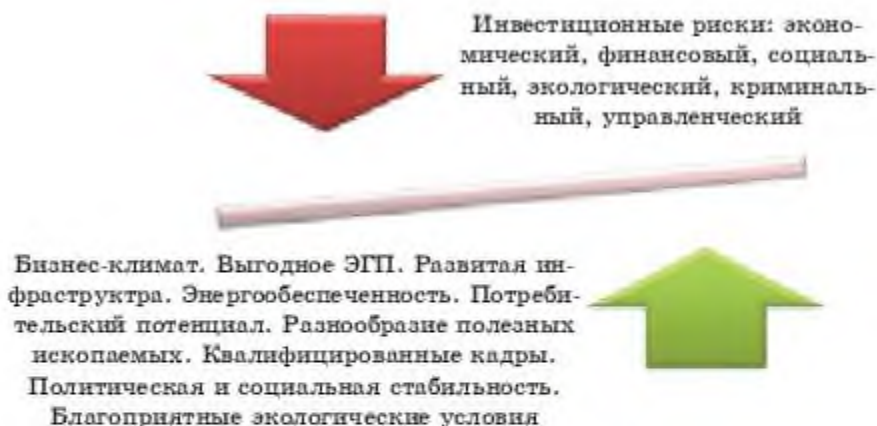 Инвестиционные риски: эконо-
мический, финансовый, социаль-
ный, экологический, криминаль-
ный, управленческий
Бизнес-климат. Выгодное ЭГП. Развитая ин-
фраструктра. Энергообеспеченность. Потреби-
тельский потенциал. Разнообразие полезных
ископаемых. Квалифицированные кадры.
Политическая и социальная стабильность.
Благоприятные экологические условия